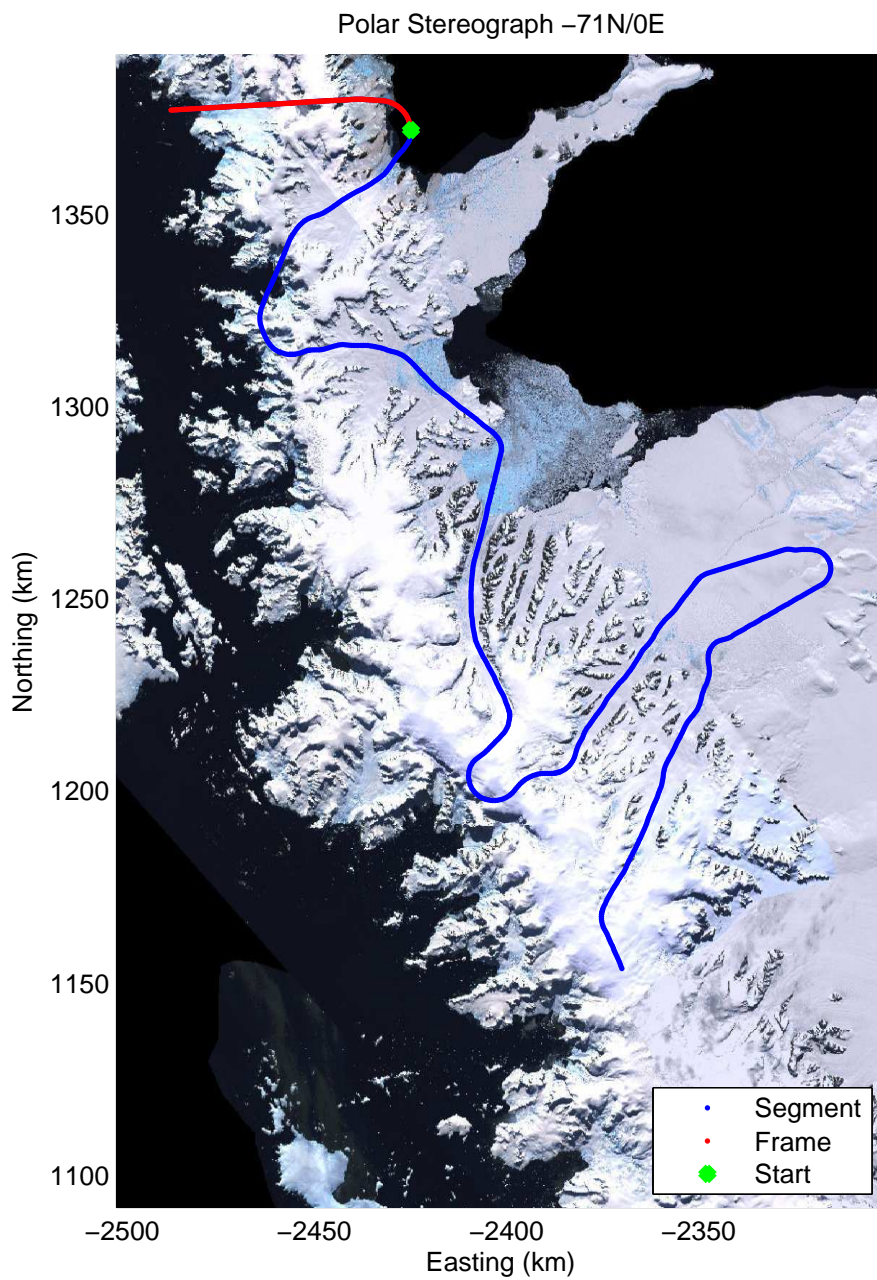 Polar Stereograph −71N/0E
1350
1300
1250
1200
1150
1100
Northing (km)
−2500
−2450
−2400
−2350
Easting (km)
Segment
Frame
Start